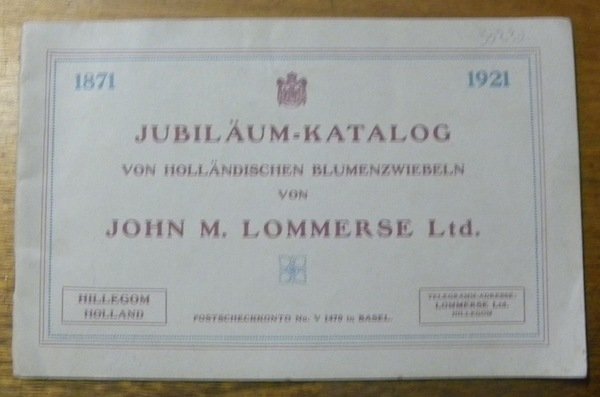 1871
1921
JUBILÄUM-KATALOG
VON HOLLÄNDISCHEN BLUMENZWIEBELN
VON
JOHN M. LOMMERSE Ltd.
HILLEGOM
HOLLAND
POSTSCHECKKONTO No. V 1479 in BASEL.
TELEGRAMM-ADRESSE:
LOMMERSE Ltd.
HILLEGOM